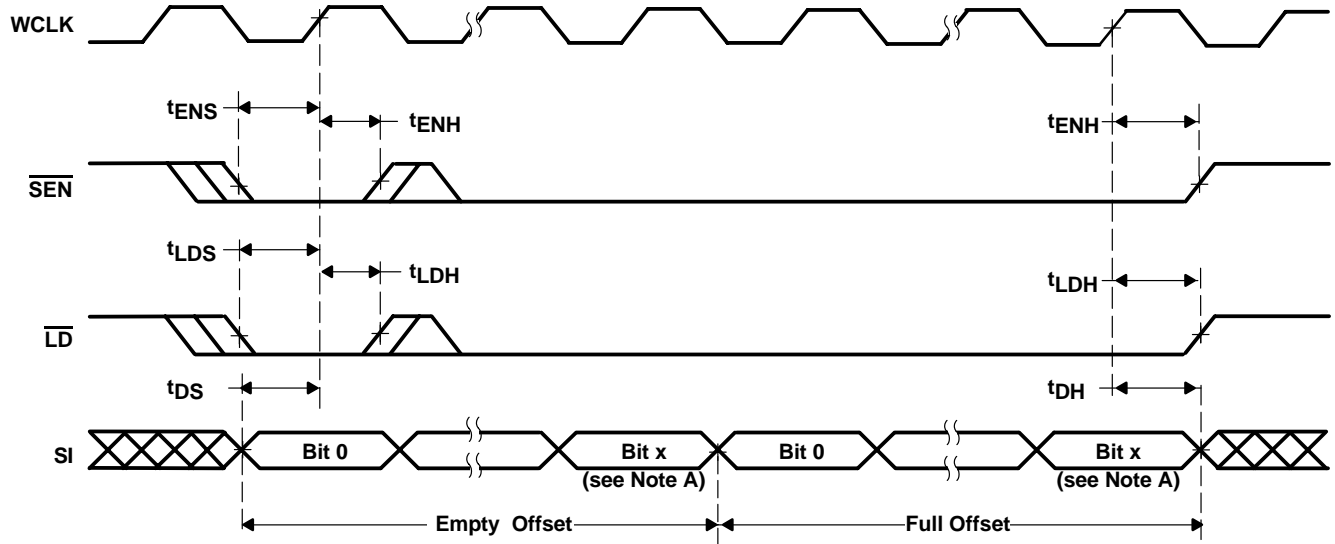 WCLK
tENS
tENH
tENH
SEN
tLDS
tLDH
tLDH
LD
tDS
tDH
SI
Bit 0
Bit x
Bit 0
Bit x
(see Note A)
(see Note A)
Empty Offset
Full Offset